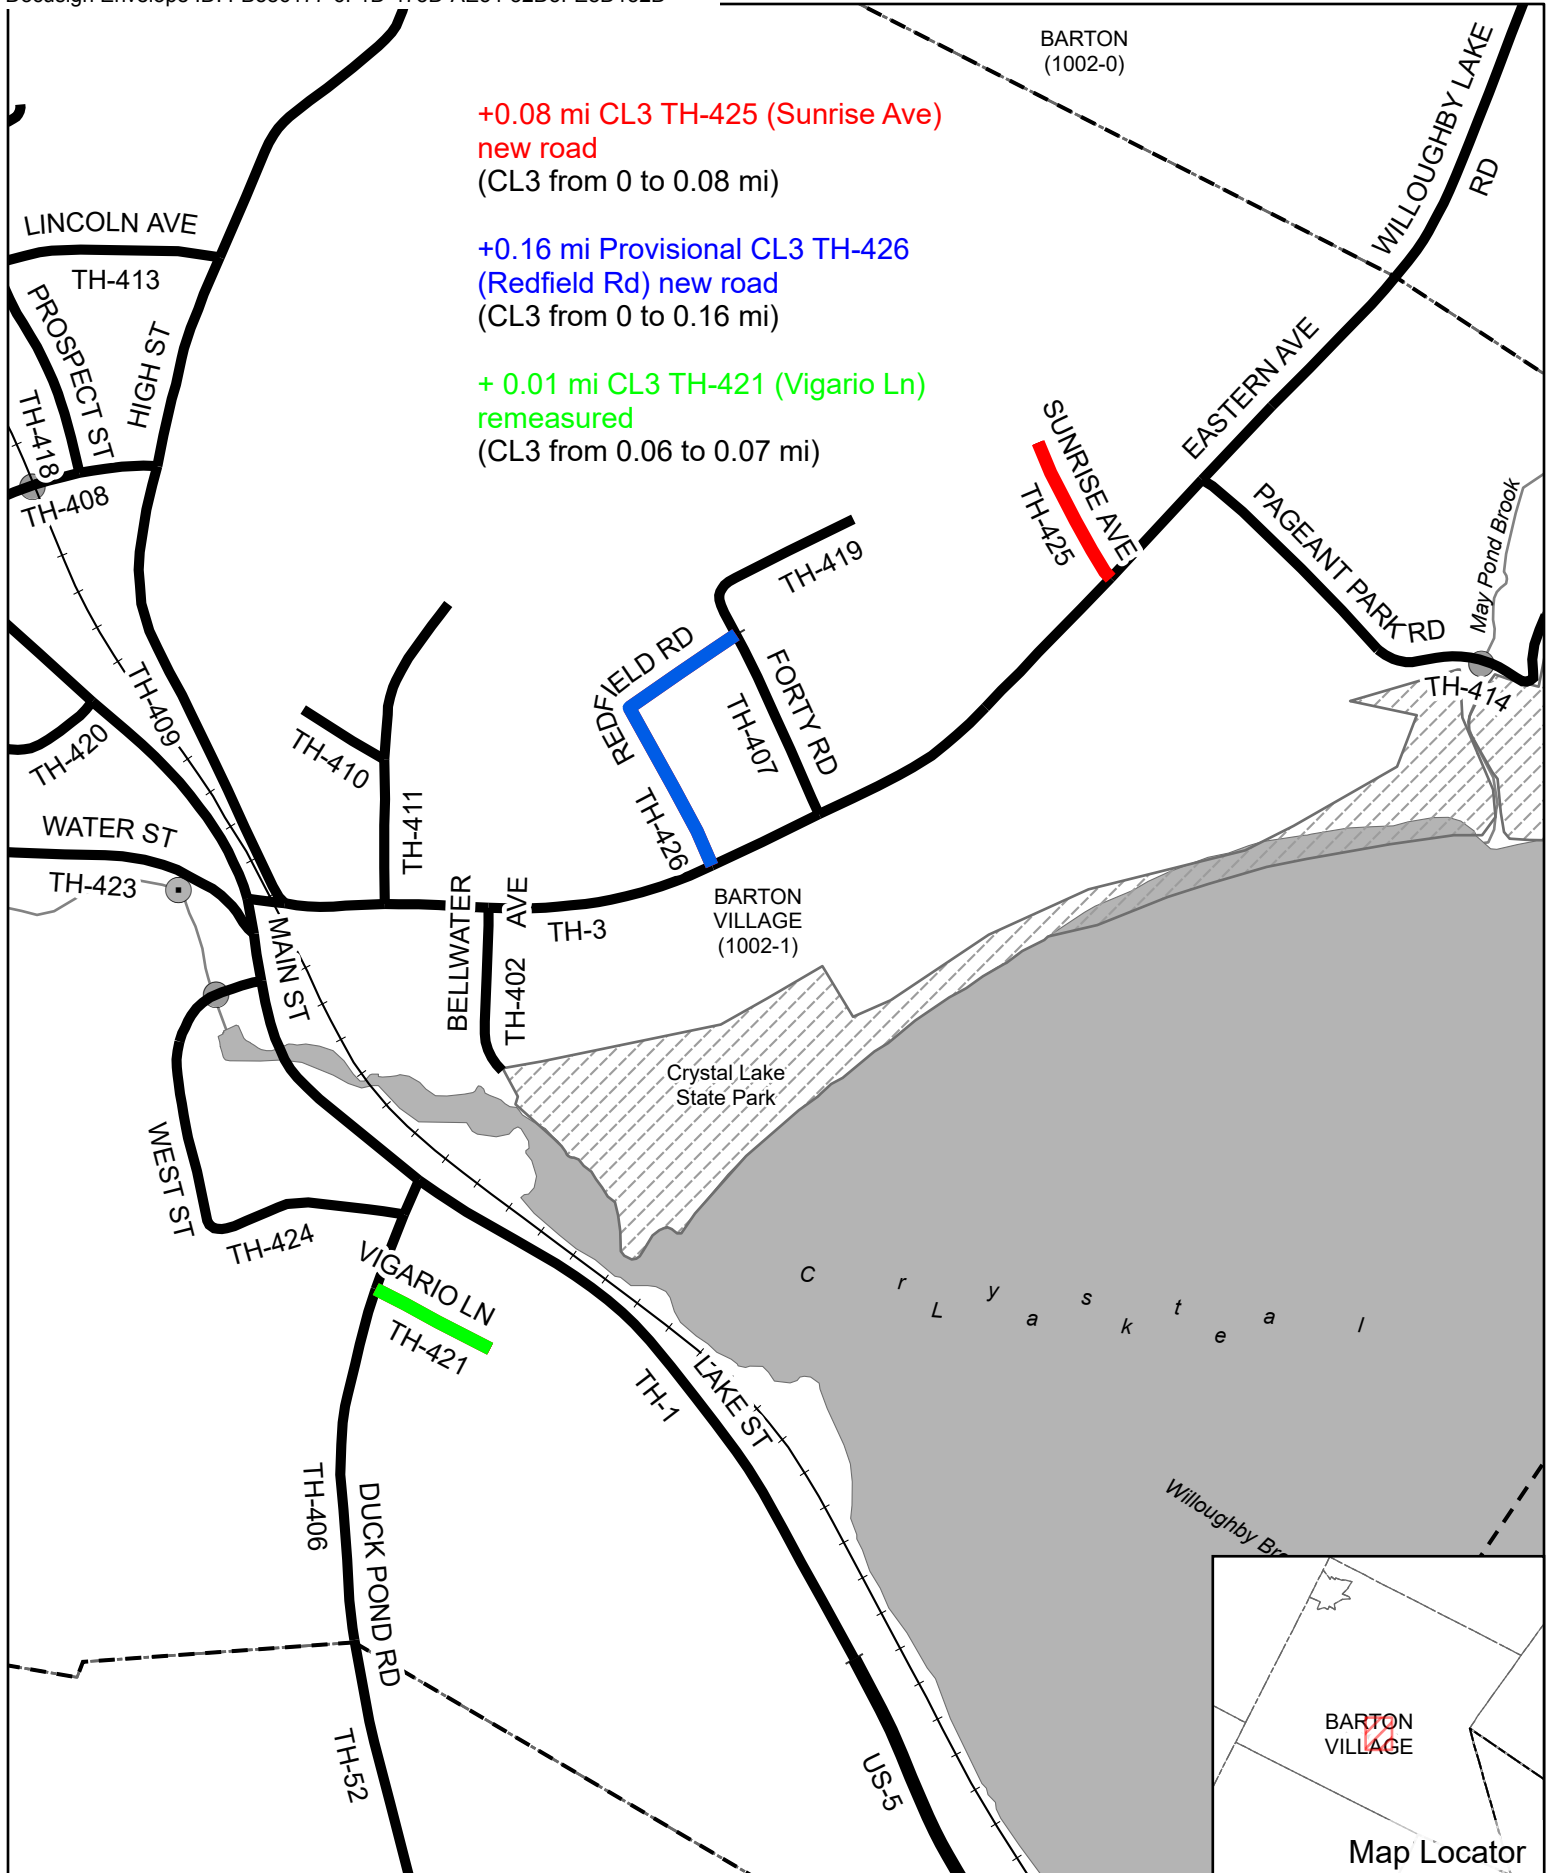 BARTON
(1002-0)
WILLOUGHBY LAKE
RD
+0.08 mi CL3 TH-425 (Sunrise Ave)
new road
(CL3 from 0 to 0.08 mi)
+0.16 mi Provisional CL3 TH-426
(Redfield Rd) new road
(CL3 from 0 to 0.16 mi)
+ 0.01 mi CL3 TH-421 (Vigario Ln)
remeasured
(CL3 from 0.06 to 0.07 mi)
LINCOLN AVE
TH-413
PROSPECT ST
HIGH ST
TH-418
TH-408
EASTERN AVE
SUNRISE AVE
TH-425
PAGEANT PARK RD
May Pond Brook
TH-414
TH-419
REDFIELD RD
FORTY RD
TH-407
TH-426
TH-409
TH-420
TH-410
TH-411
WATER ST
TH-423
BELLWATER
AVE
TH-3
TH-402
BARTON
VILLAGE
(1002-1)
MAIN ST
Crystal Lake
State Park
WEST ST
TH-424
VIGARIO LN
TH-421
C r y s t a l
L a k e
TH-1
LAKE ST
TH-406
DUCK POND RD
Willoughby
TH-52
US-5
BARTON
VILLAGE
Map Locator